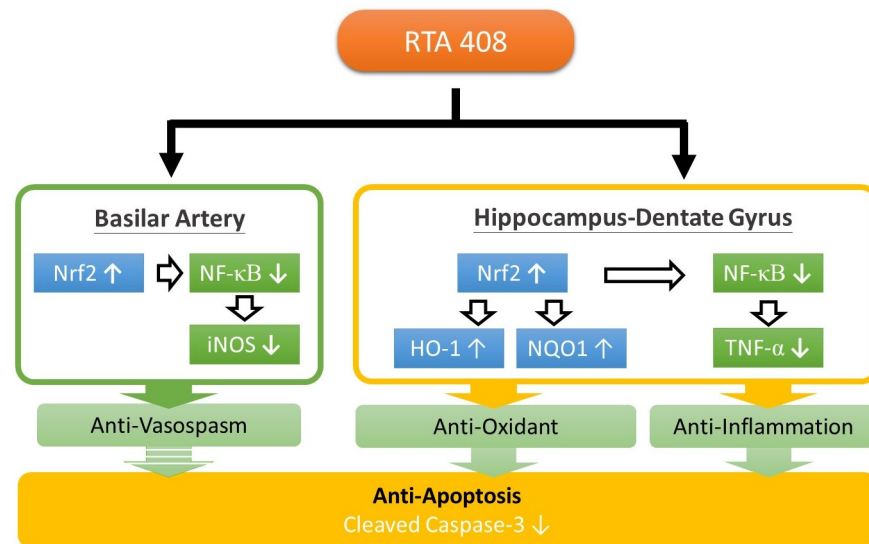 RTA 408
Basilar Artery
Nrf2 ↑
NF-κB ↓
iNOS ↓
Hippocampus-Dentate Gyrus
Nrf2 ↑
NF-κB ↓
HO-1 ↑
NQO1 ↑
TNF-α ↓
Anti-Vasospasm
Anti-Oxidant
Anti-Inflammation
Anti-Apoptosis
Cleaved Caspase-3 ↓